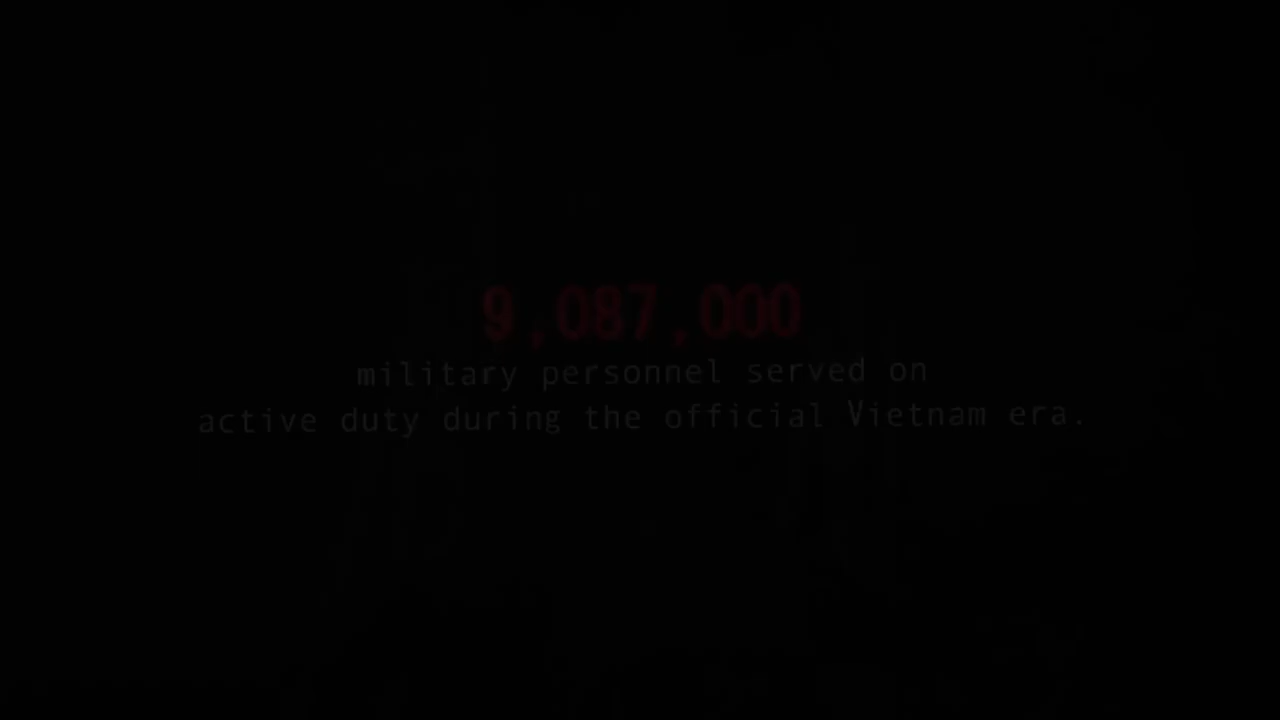 9,087,000
military personnel served on
active duty during the official Vietnam era.